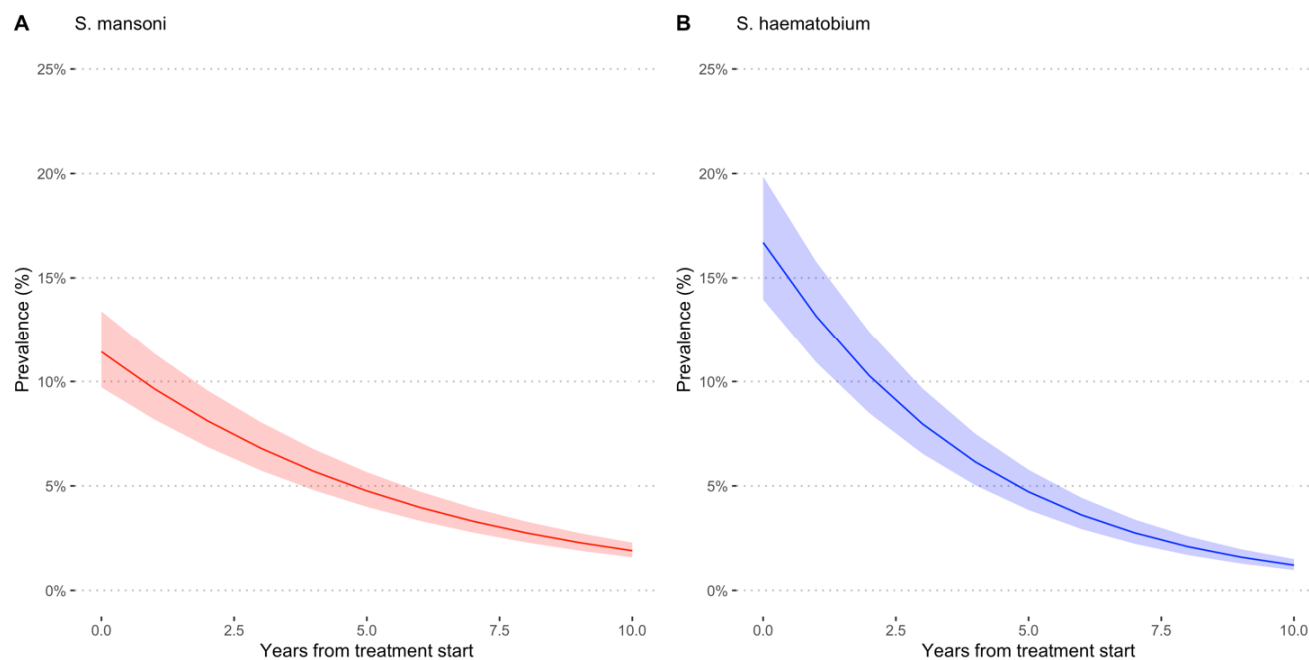 A S. mansoni
25%
20%
15%
10%
5%
0%
Prevalence (%)
0.0 2.5 5.0 7.5 10.0
Years from treatment start
B S. haematobium
25%
20%
15%
10%
5%
0%
Prevalence (%)
0.0 2.5 5.0 7.5 10.0
Years from treatment start